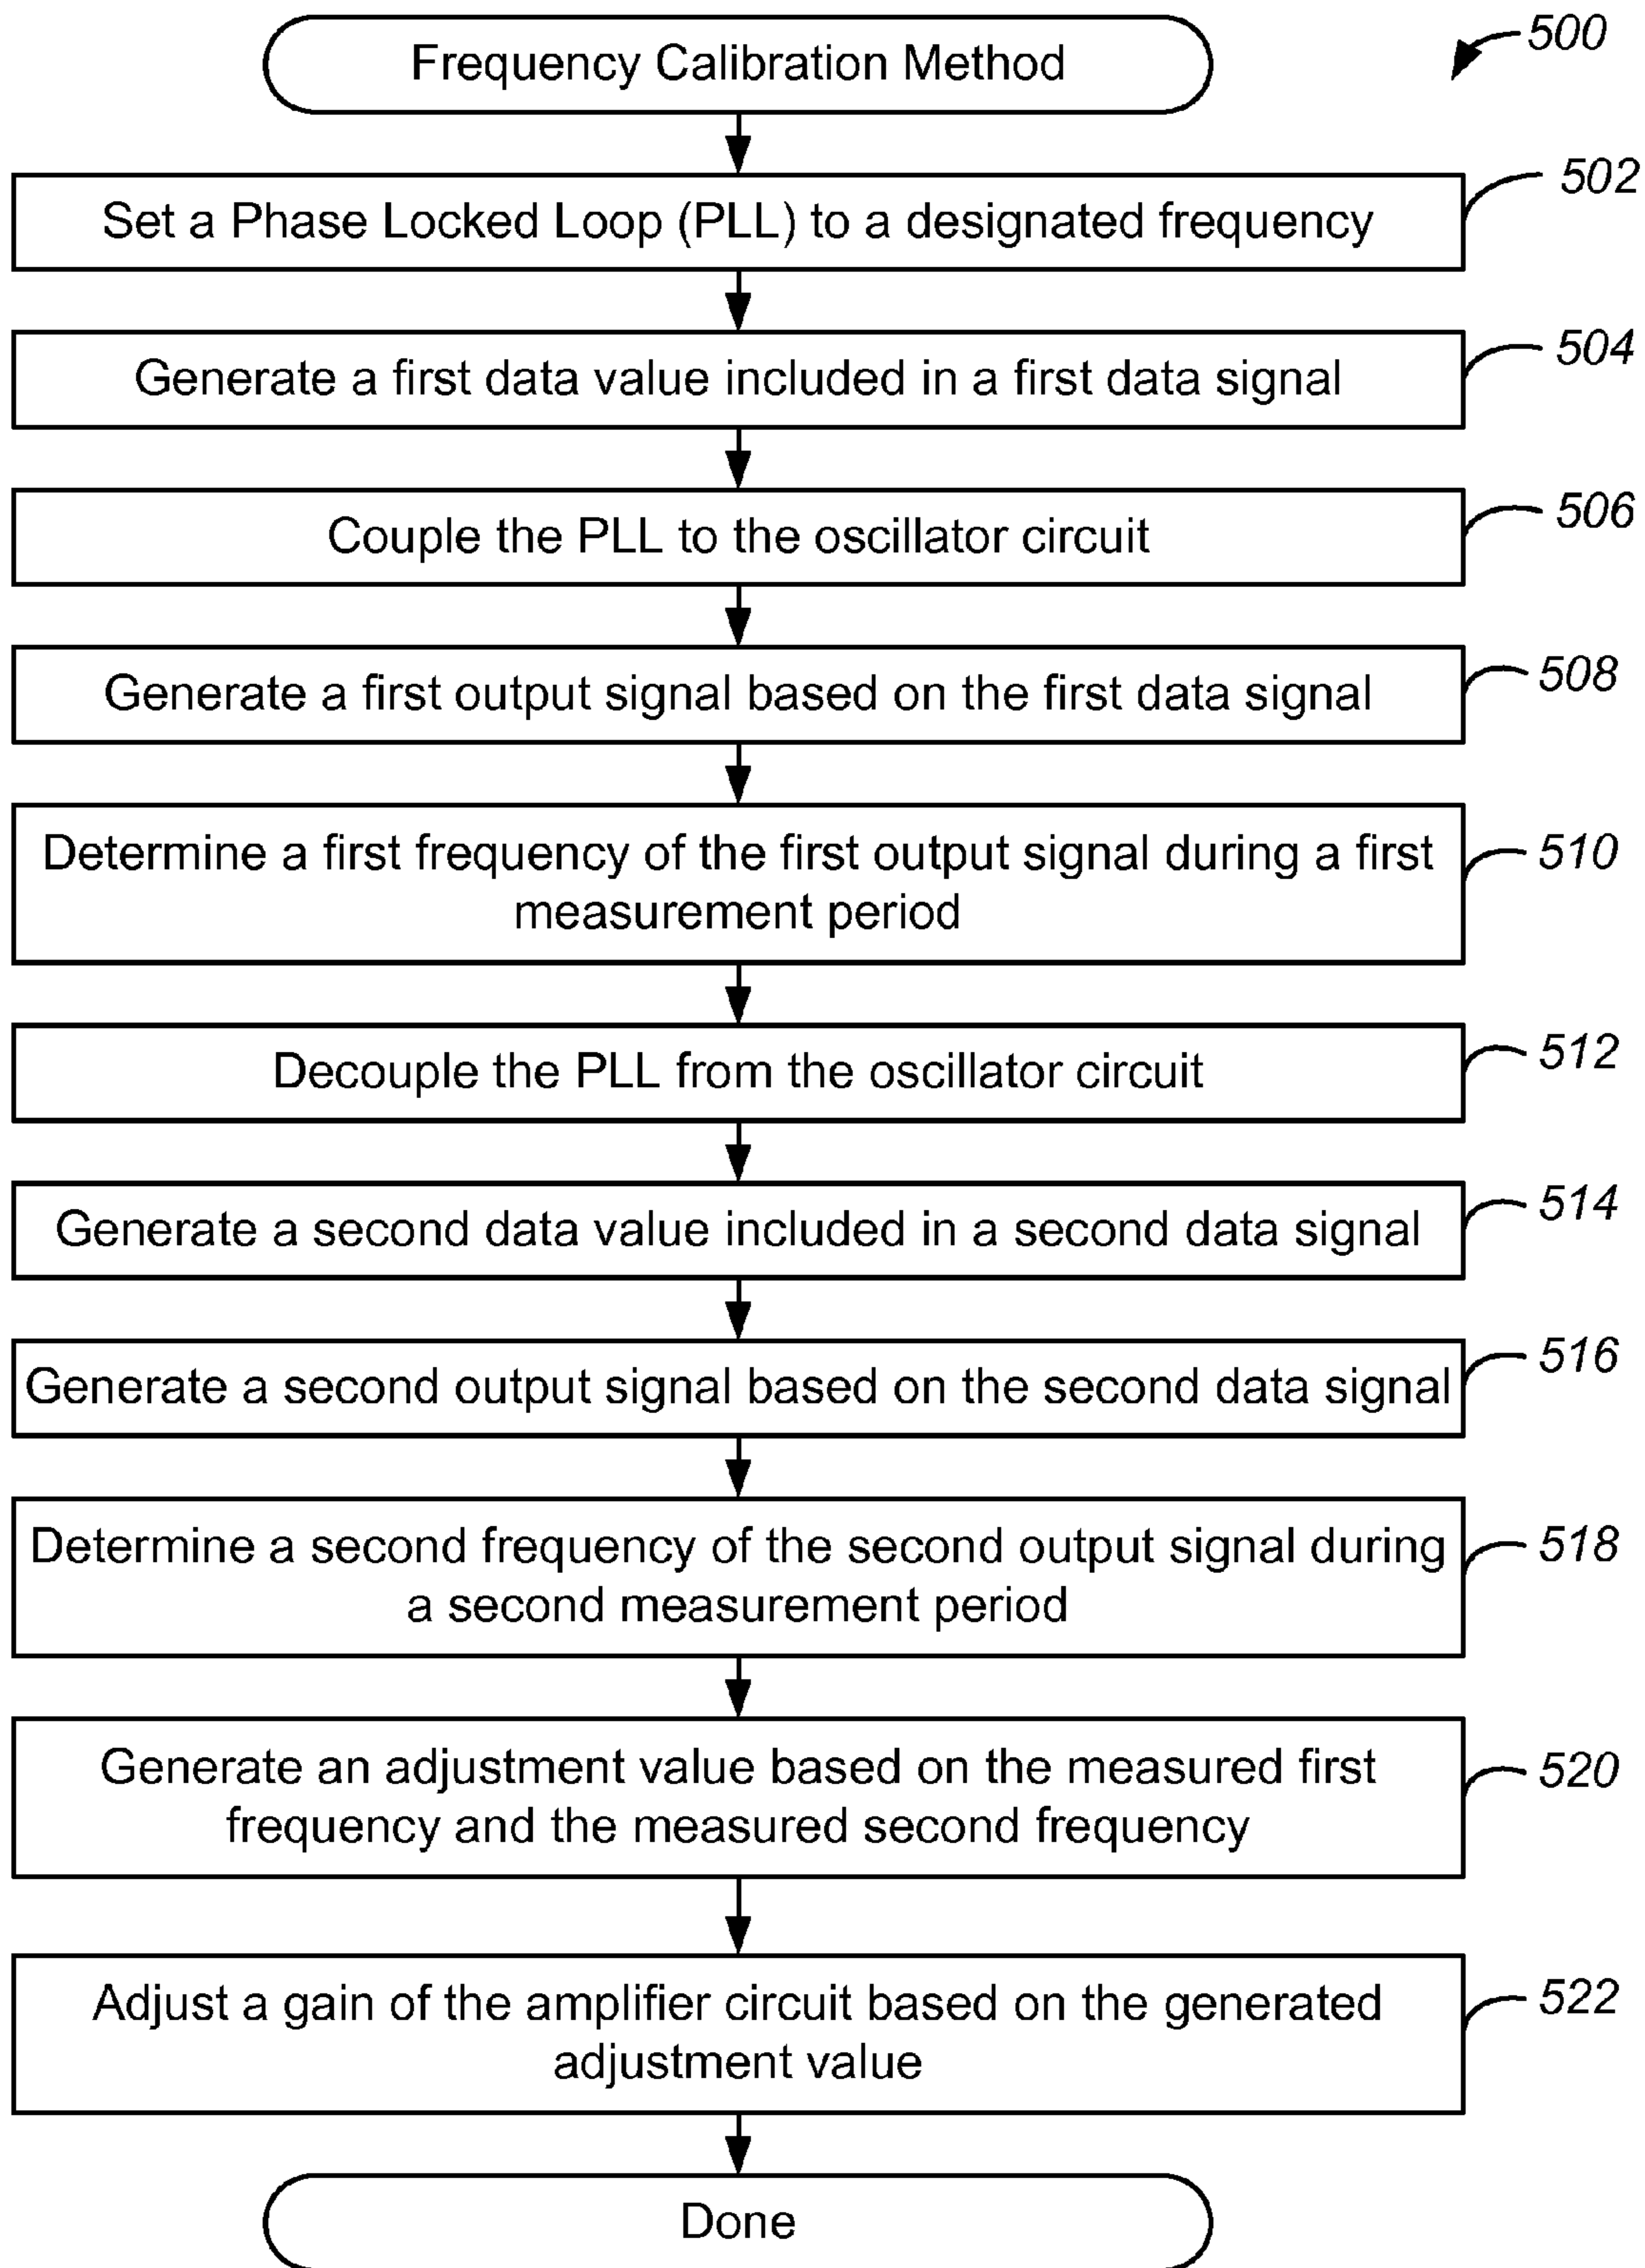 Frequency Calibration Method
500
Set a Phase Locked Loop (PLL) to a designated frequency
502
Generate a first data value included in a first data signal
504
Couple the PLL to the oscillator circuit
506
Generate a first output signal based on the first data signal
508
Determine a first frequency of the first output signal during a first
measurement period
510
Decouple the PLL from the oscillator circuit
512
Generate a second data value included in a second data signal
514
Generate a second output signal based on the second data signal
516
Determine a second frequency of the second output signal during
a second measurement period
518
Generate an adjustment value based on the measured first
frequency and the measured second frequency
520
Adjust a gain of the amplifier circuit based on the generated
adjustment value
522
Done